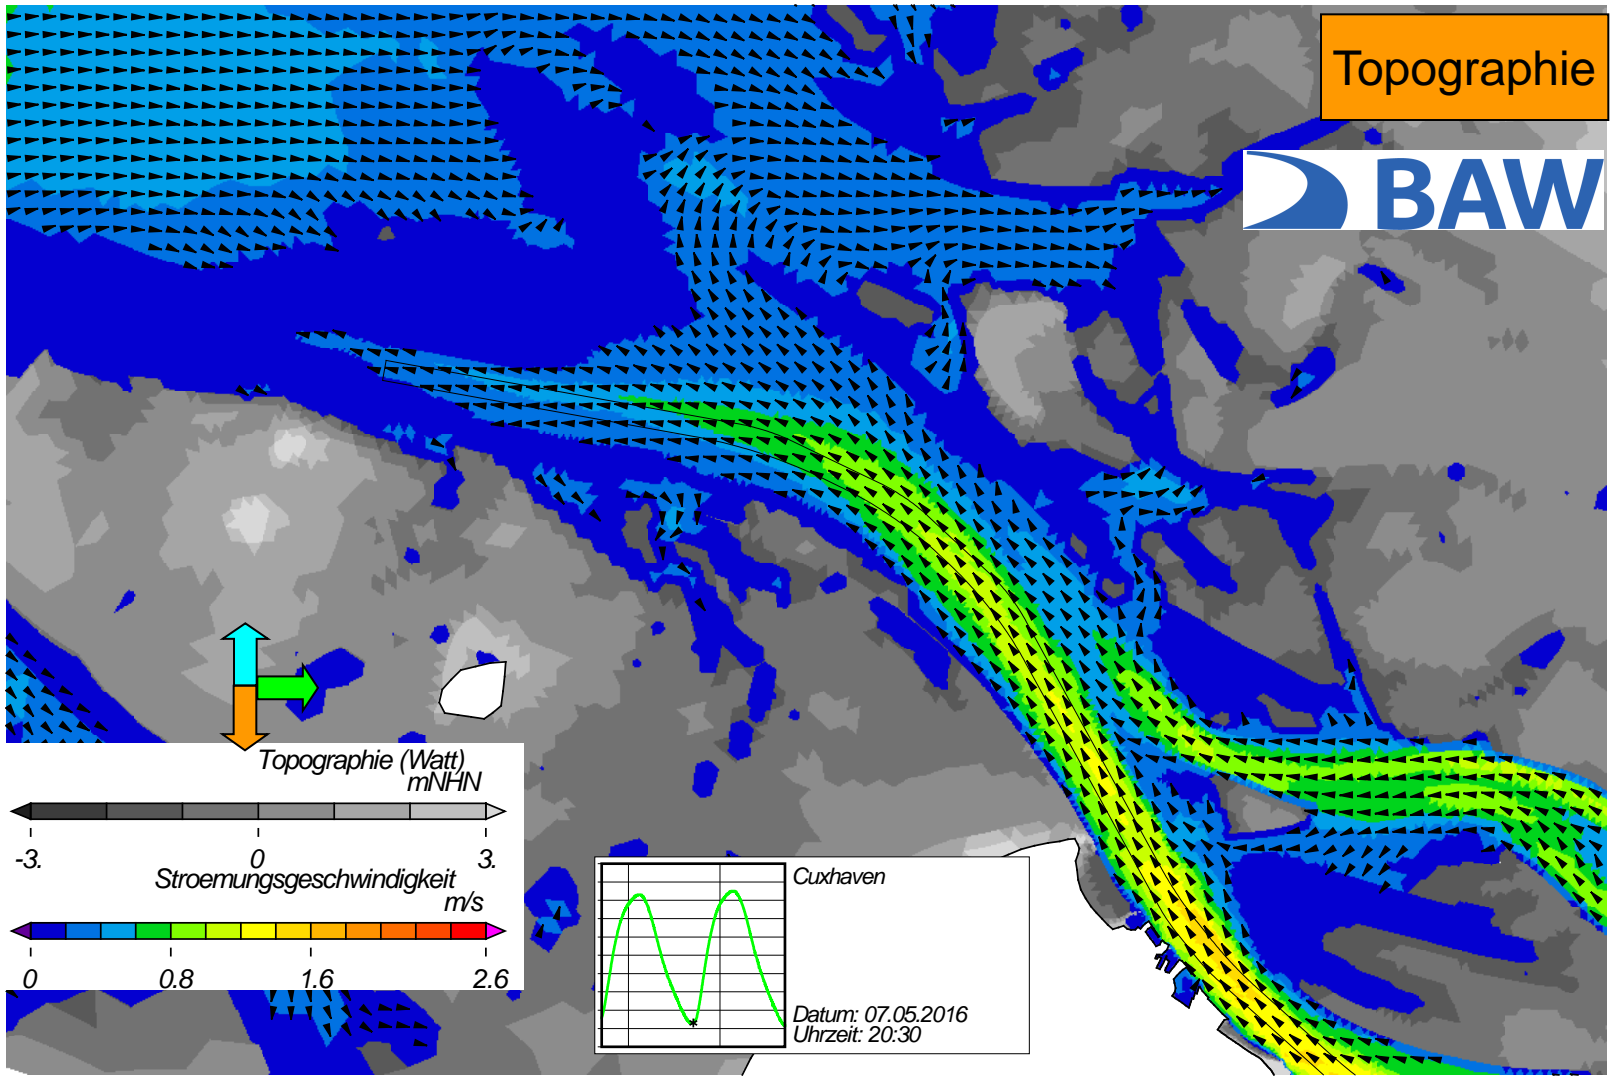 Topographie
BAW
Topographie (Watt)
mNHN
-3. 0 3.
Stroemungsgeschwindigkeit
m/s
0 0.8 1.6 2.6
Cuxhaven
Datum: 07.05.2016
Uhrzeit: 20:30